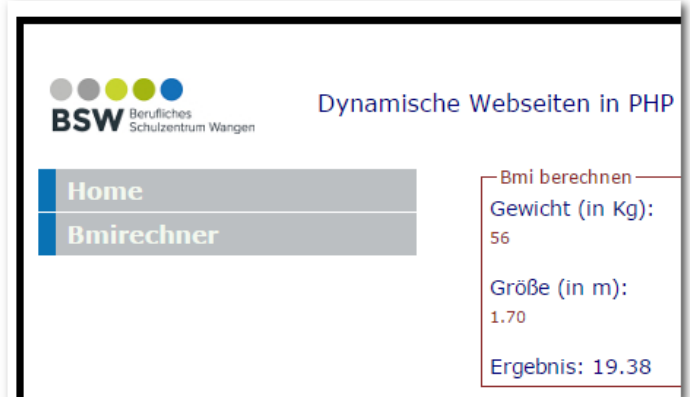 BSW Berufliches
Schulzentrum Wangen
Dynamische Webseiten in PHP
Home
Bmirechner
Bmi berechnen
Gewicht (in Kg):
56
Größe (in m):
1.70
Ergebnis: 19.38